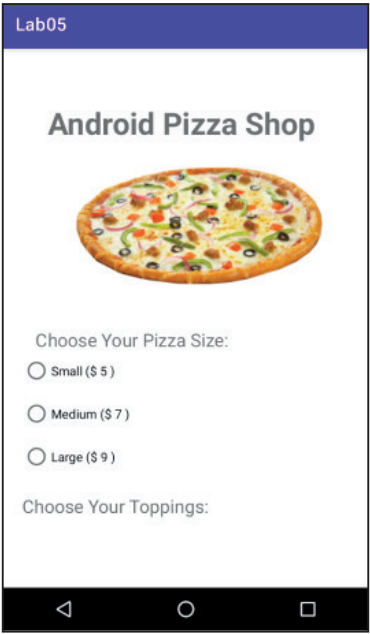 Lab05
Android Pizza Shop
Choose Your Pizza Size:
Small ($ 5 )
Medium ($ 7 )
Large ($ 9 )
Choose Your Toppings: